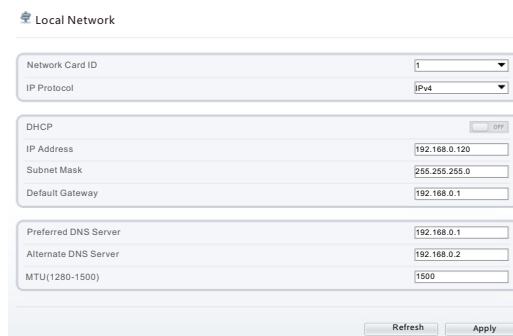 Local Network
Network Card ID 1
IP Protocol IPv4
DHCP OFF
IP Address 192.168.0.120
Subnet Mask 255.255.255.0
Default Gateway 192.168.0.1
Preferred DNS Server 192.168.0.1
Alternate DNS Server 192.168.0.2
MTU(1280-1500) 1500
Refresh Apply